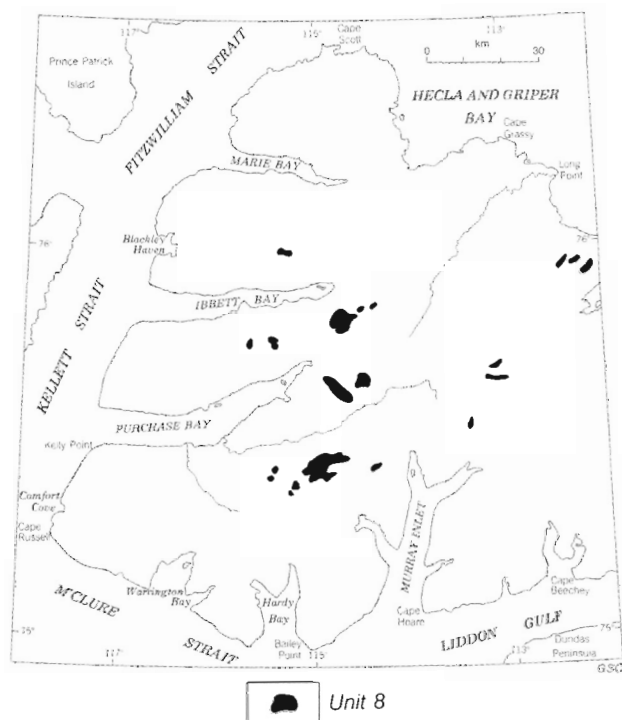 117°
115°
113°
Cape Scott
0 30
km
Prince Patrick
Island
FITZWILLIAM STRAIT
HECLA AND GRIPER
BAY
Cape Grassy
MARIE BAY
Long Point
76°
76°
Blachley
Haven
IBBETT BAY
KELLETT STRAIT
PURCHASE BAY
Kelly Point
Comfort
Cove
Cape
Russell
MURRAY INLET
Warrington
Bay
Hardy
Bay
Cape
Hoare
Cape
Beechey
M'CLURE STRAIT
Bailey
Point
LIDDON GULF
Dundas
Peninsula
75°
75°
117°
115°
113°
GSC
Unit 8